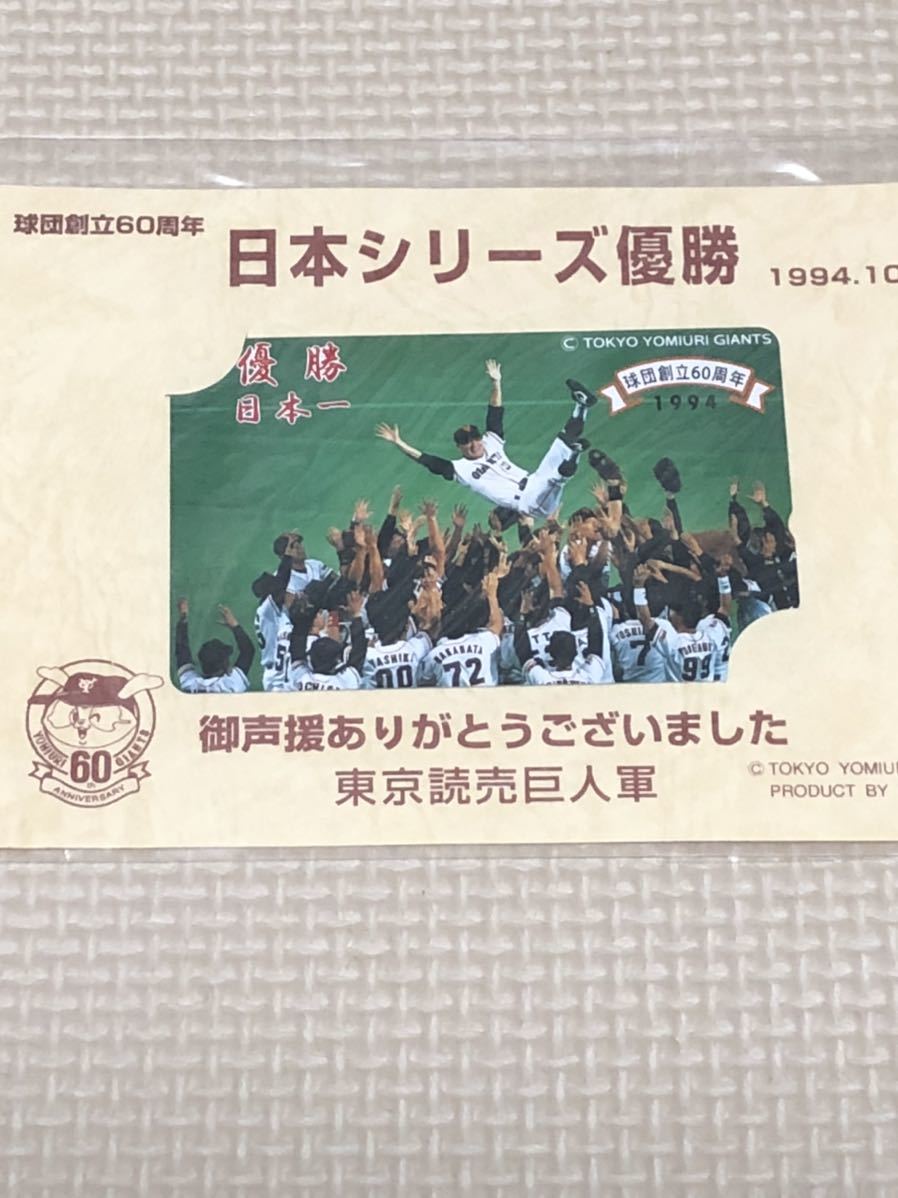 球団創立60周年
日本シリーズ優勝
1994.10
優勝
日本一
© TOKYO YOMIURI GIANTS
球団創立60周年
1994
72
7
99
YOMIURI GIANTS
60th
ANNIVERSARY
御声援ありがとうございました
東京読売巨人軍
© TOKYO YOMIU
PRODUCT BY